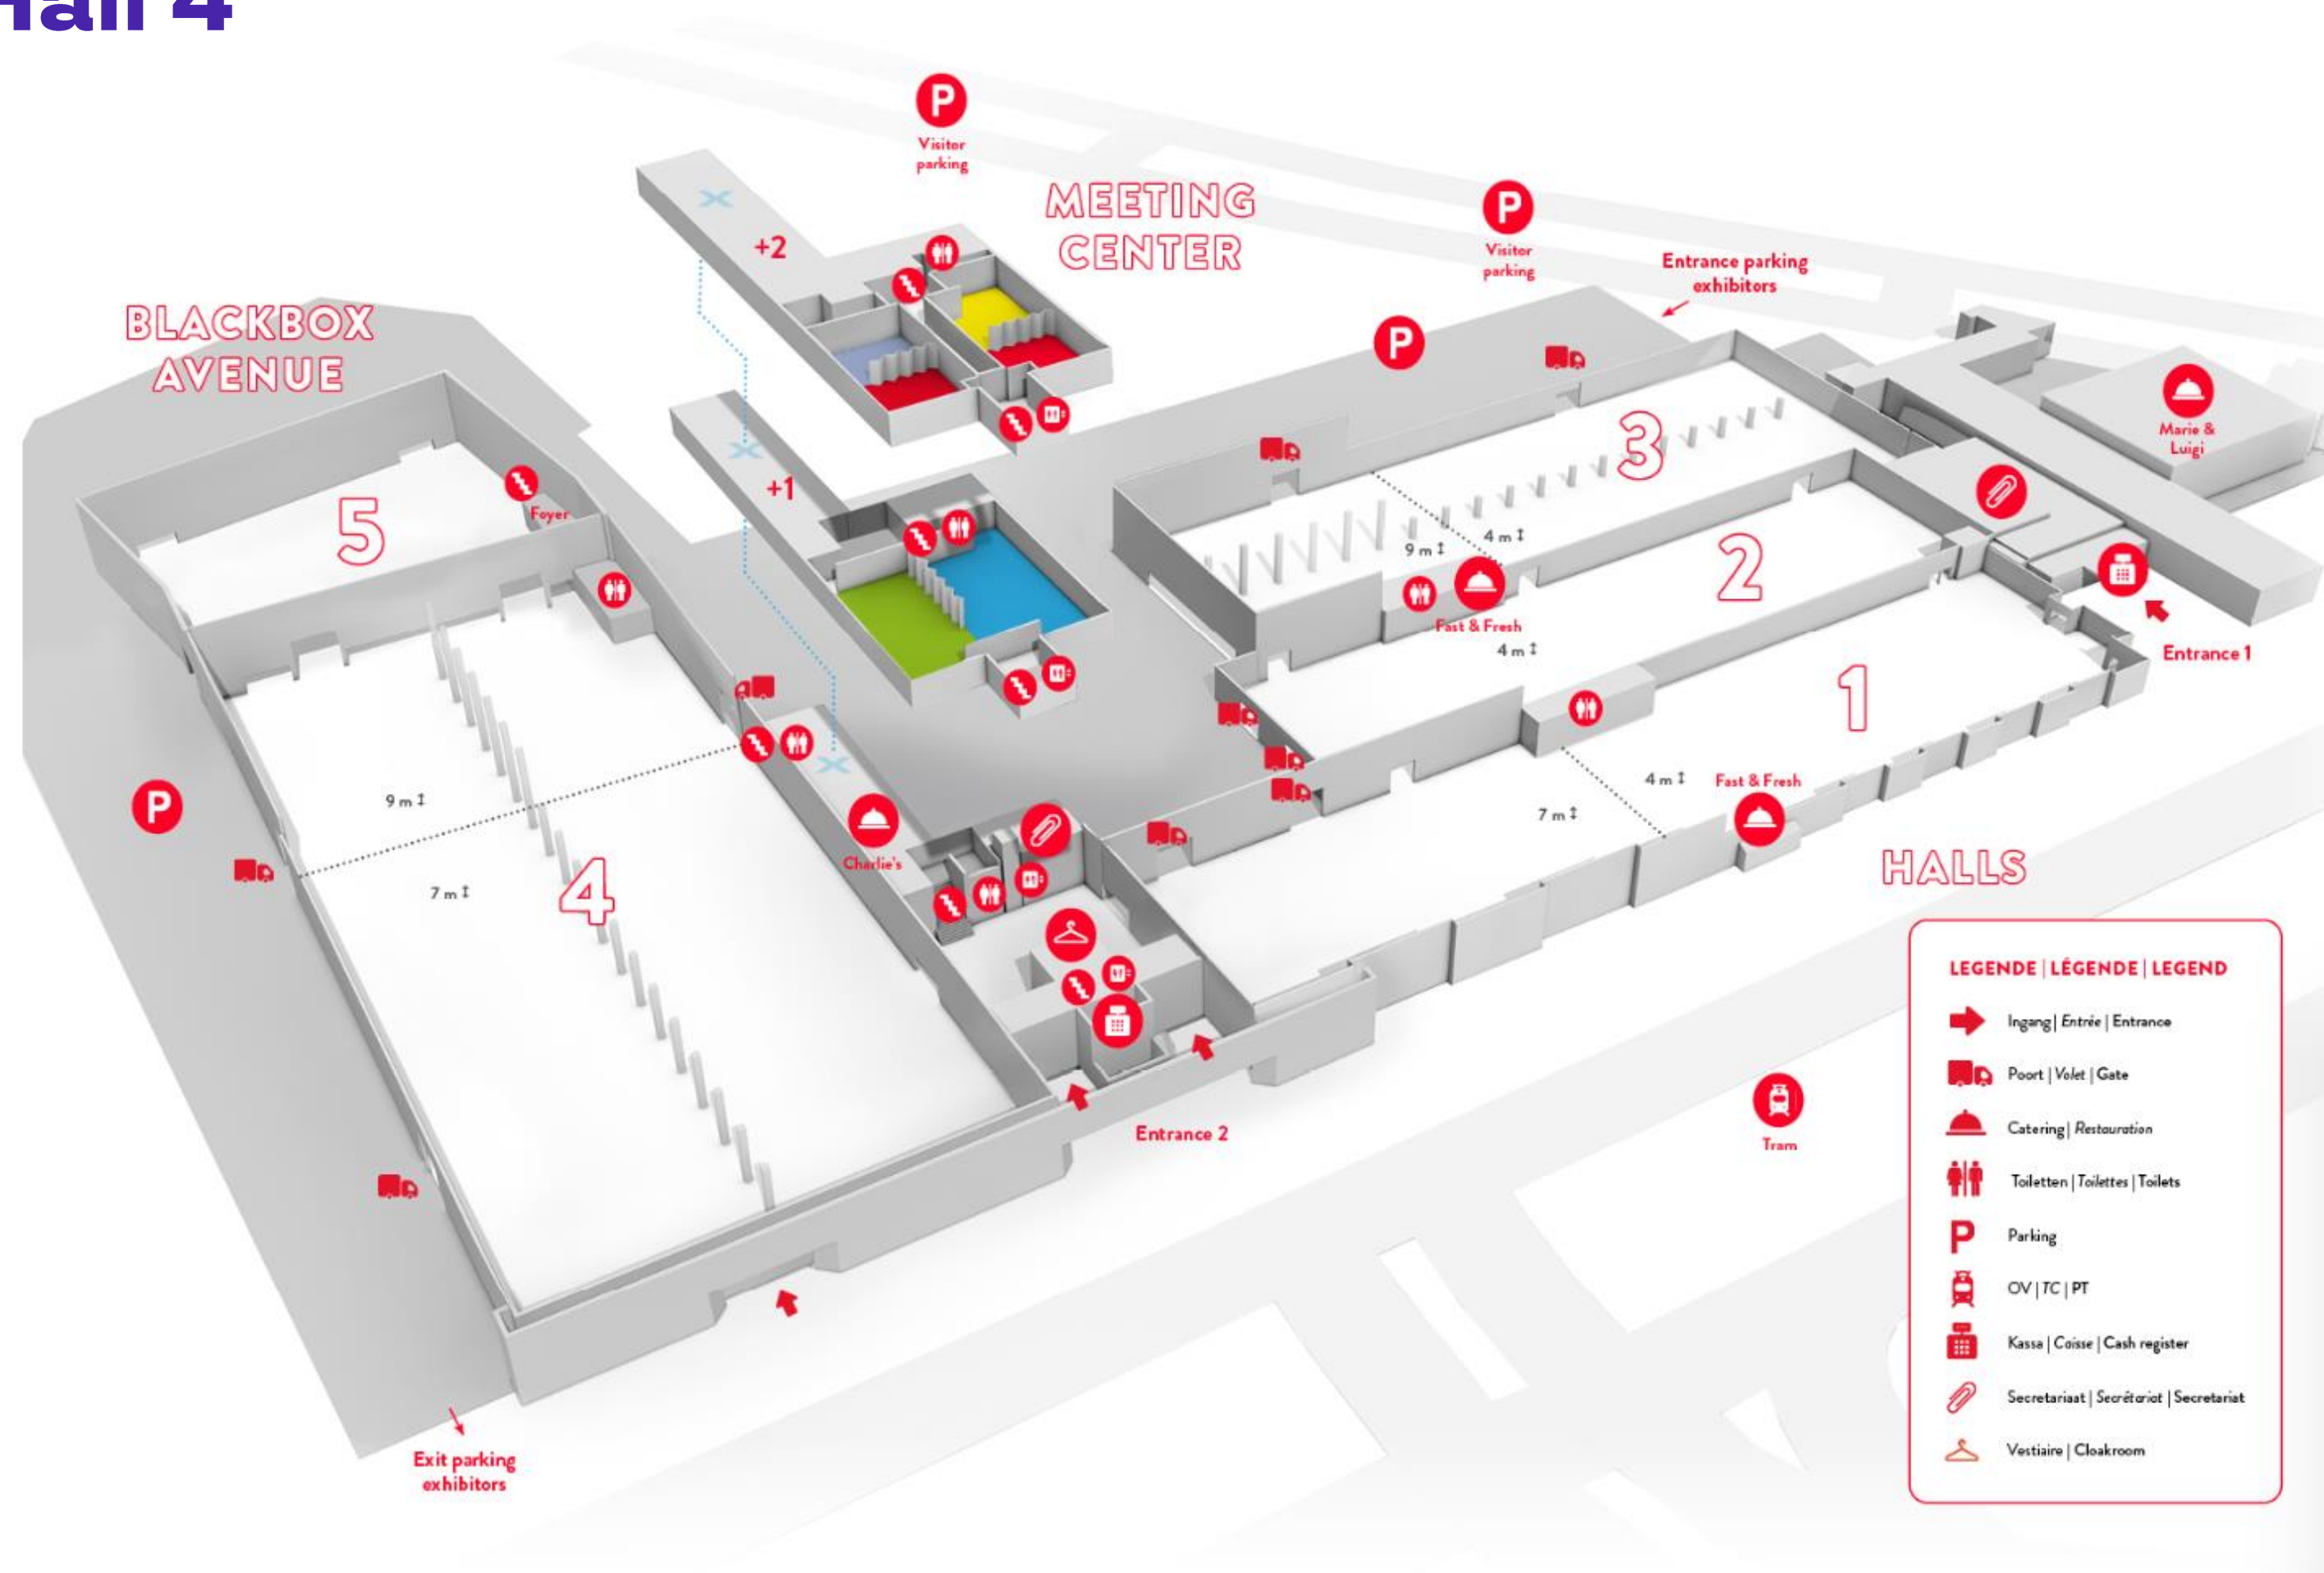 Hall 4
P
Visitor
parking
MEETING
CENTER
P
Visitor
parking
Entrance parking
exhibitors
+2
BLACKBOX
AVENUE
P
3
Marie &
Luigi
+1
5
Foyer
9 m ↕
4 m ↕
2
Fast & Fresh
4 m ↕
Entrance 1
1
9 m ↕
P
4 m ↕
Fast & Fresh
7 m ↕
Charlie's
7 m ↕
4
HALLS
Entrance 2
Tram
Exit parking
exhibitors
LEGENDE | LÉGENDE | LEGEND
Ingang | Entrée | Entrance
Poort | Volet | Gate
Catering | Restauration
Toiletten | Toilettes | Toilets
P Parking
OV | TC | PT
Kassa | Caisse | Cash register
Secretariaat | Secrétariat | Secretariat
Vestiaire | Cloakroom